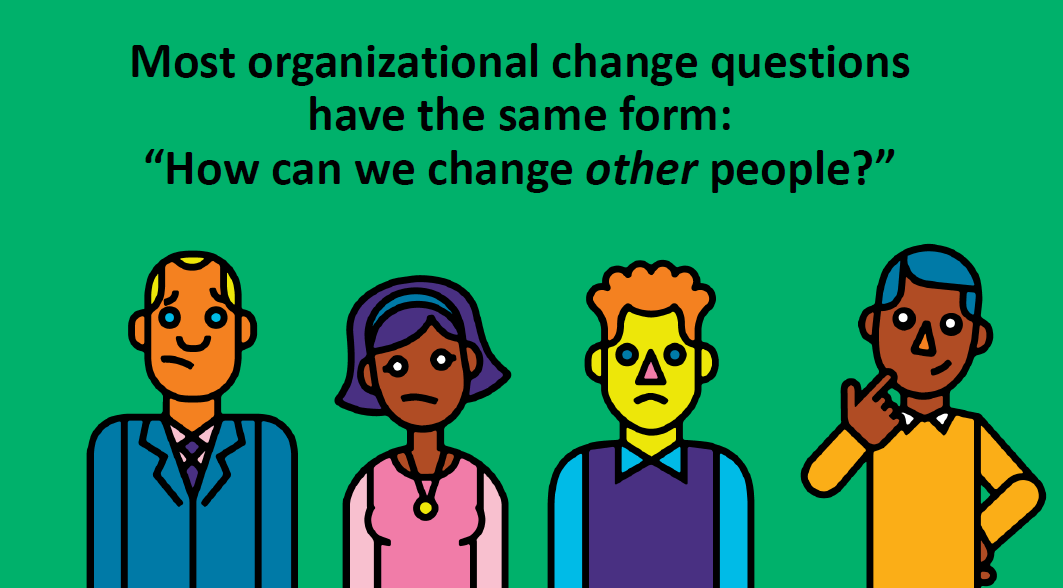 Most organizational change questions
have the same form:
“How can we change other people?”